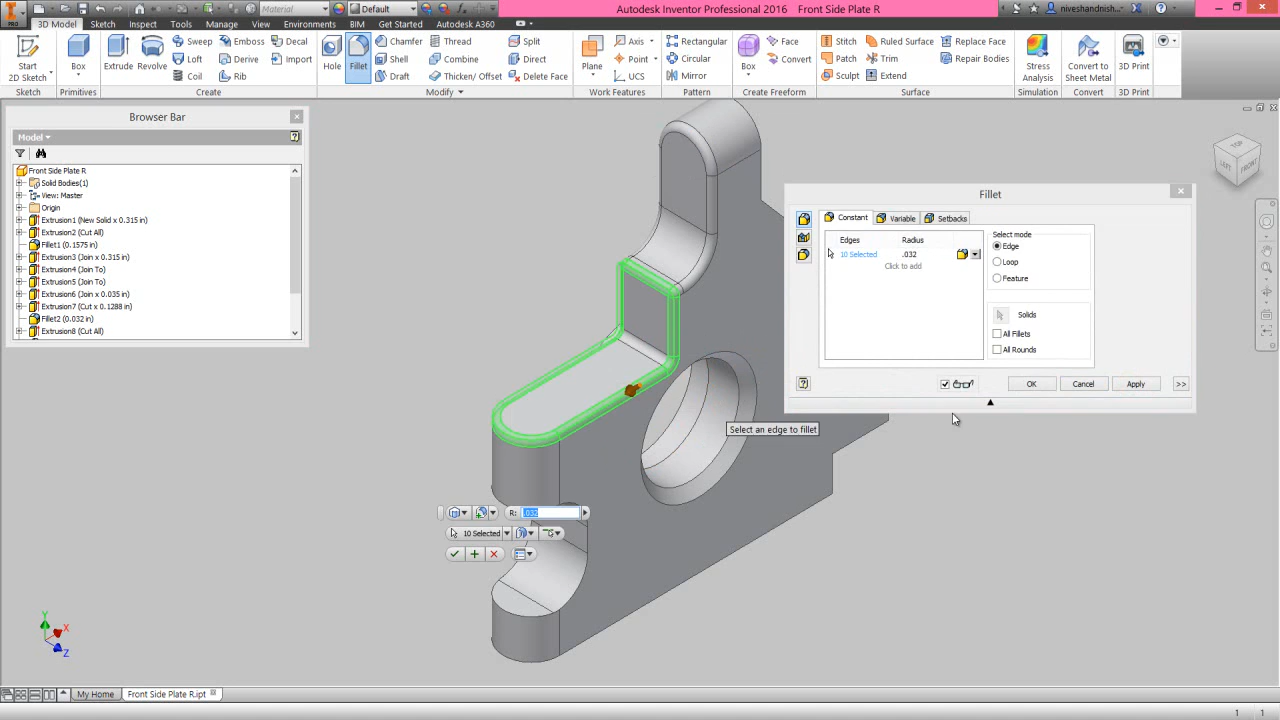 PRO
Material
Default
Autodesk Inventor Professional 2016
Front Side Plate R
niveshandnish...
3D Model
Sketch
Inspect
Tools
Manage
View
Environments
BIM
Get Started
Autodesk A360
Start
2D Sketch
Box
Extrude
Revolve
Sweep
Loft
Coil
Emboss
Derive
Rib
Decal
Import
Hole
Fillet
Chamfer
Shell
Draft
Thread
Combine
Thicken/ Offset
Split
Direct
Delete Face
Plane
Axis
Point
UCS
Rectangular
Circular
Mirror
Box
Face
Convert
Stitch
Patch
Sculpt
Ruled Surface
Trim
Extend
Replace Face
Repair Bodies
Stress
Analysis
Convert to
Sheet Metal
3D Print
Sketch
Primitives
Create
Modify
Work Features
Pattern
Create Freeform
Surface
Simulation
Convert
3D Print
Browser Bar
Model
Front Side Plate R
Solid Bodies(1)
View: Master
Origin
Extrusion1 (New Solid x 0.315 in)
Extrusion2 (Cut All)
Fillet1 (0.1575 in)
Extrusion3 (Join x 0.315 in)
Extrusion4 (Join To)
Extrusion5 (Join To)
Extrusion6 (Join x 0.035 in)
Extrusion7 (Cut x 0.1288 in)
Fillet2 (0.032 in)
Extrusion8 (Cut All)
TOP
LEFT
FRONT
Fillet
Constant
Variable
Setbacks
Edges
Radius
10 Selected
.032
Click to add
Select mode
Edge
Loop
Feature
Solids
All Fillets
All Rounds
OK
Cancel
Apply
>>
Select an edge to fillet
R:
.032
10 Selected
Y
X
Z
My Home
Front Side Plate R.ipt
1
1